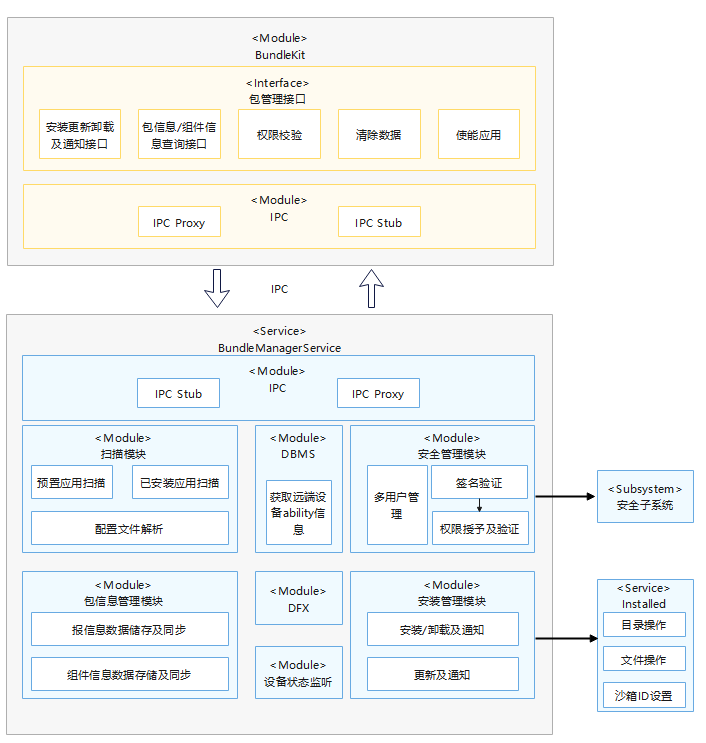 <Module>
BundleKit
<Interface>
包管理接口
安装更新卸载
及通知接口
包信息/组件信
息查询接口
权限校验
清除数据
使能应用
<Module>
IPC
IPC Proxy
IPC Stub
IPC
<Service>
BundleManagerService
<Module>
IPC
IPC Stub
IPC Proxy
<Module>
扫描模块
预置应用扫描
已安装应用扫描
配置文件解析
<Module>
DBMS
获取远端设
备ability信
息
<Module>
安全管理模块
多用户管
理
签名验证
权限授予及验证
<Subsystem>
安全子系统
<Module>
包信息管理模块
报信息数据储存及同步
组件信息数据存储及同步
<Module>
DFX
<Module>
设备状态监听
<Module>
安装管理模块
安装/卸载及通知
更新及通知
<Service>
Installed
目录操作
文件操作
沙箱ID设置